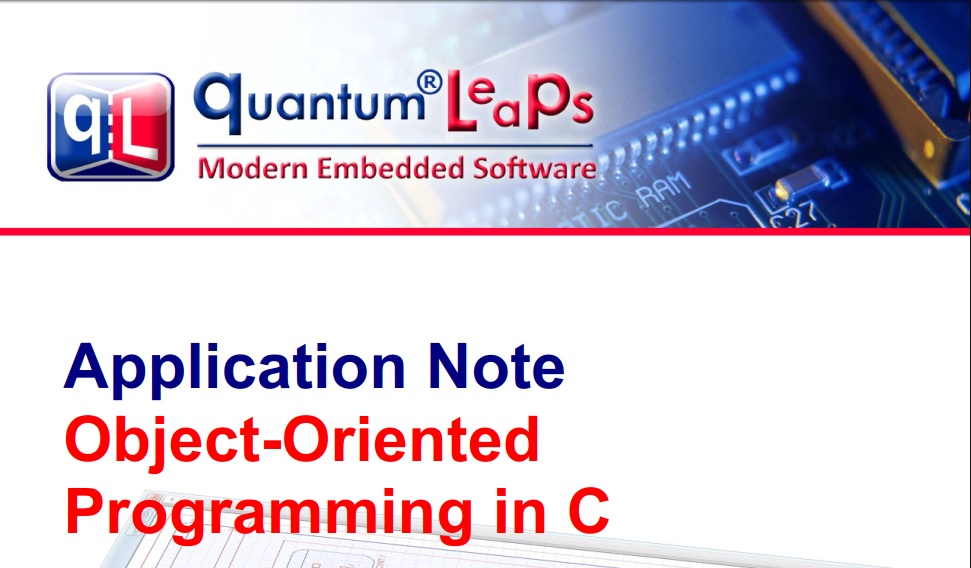 qL
quantum® LeaPs
Modern Embedded Software
TIC RAM
C27
Application Note
Object-Oriented
Programming in C